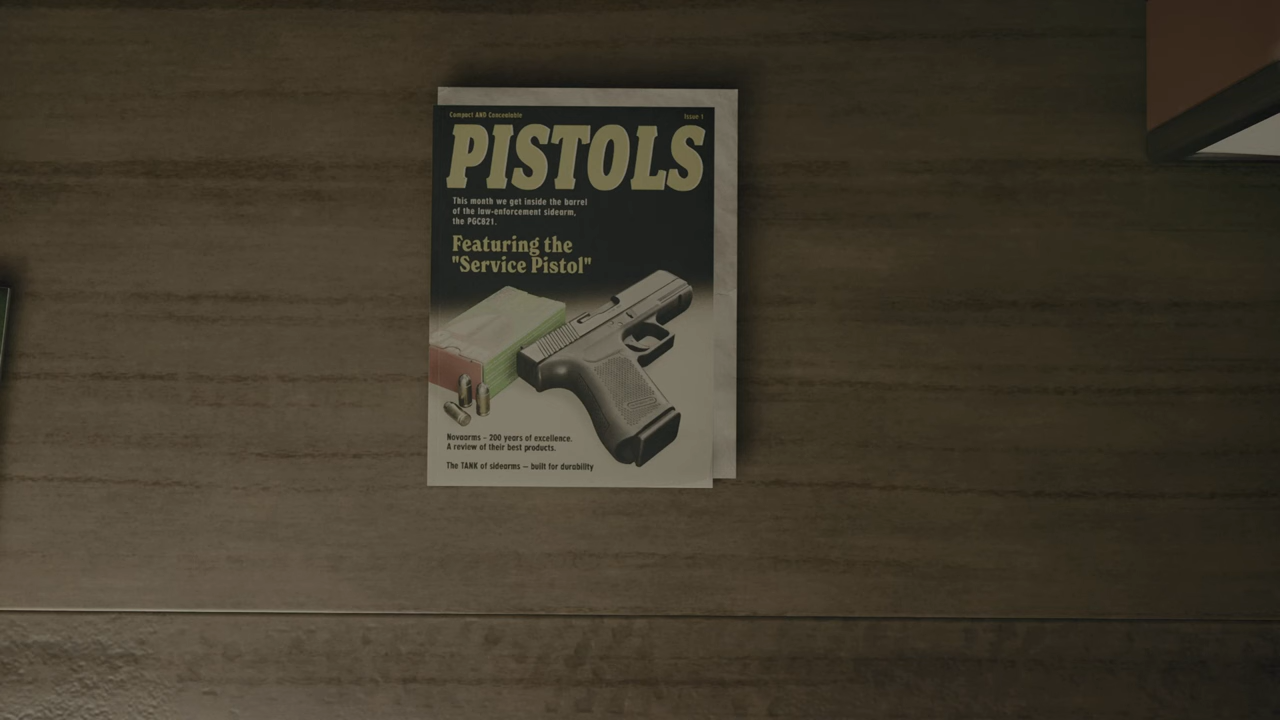 Compact AND Concealable
Issue 1
PISTOLS
This month we get inside the barrel
of the law-enforcement sidearm,
the PGC821.
Featuring the
"Service Pistol"
Novaarms - 200 years of excellence.
A review of their best products.
The TANK of sidearms – built for durability